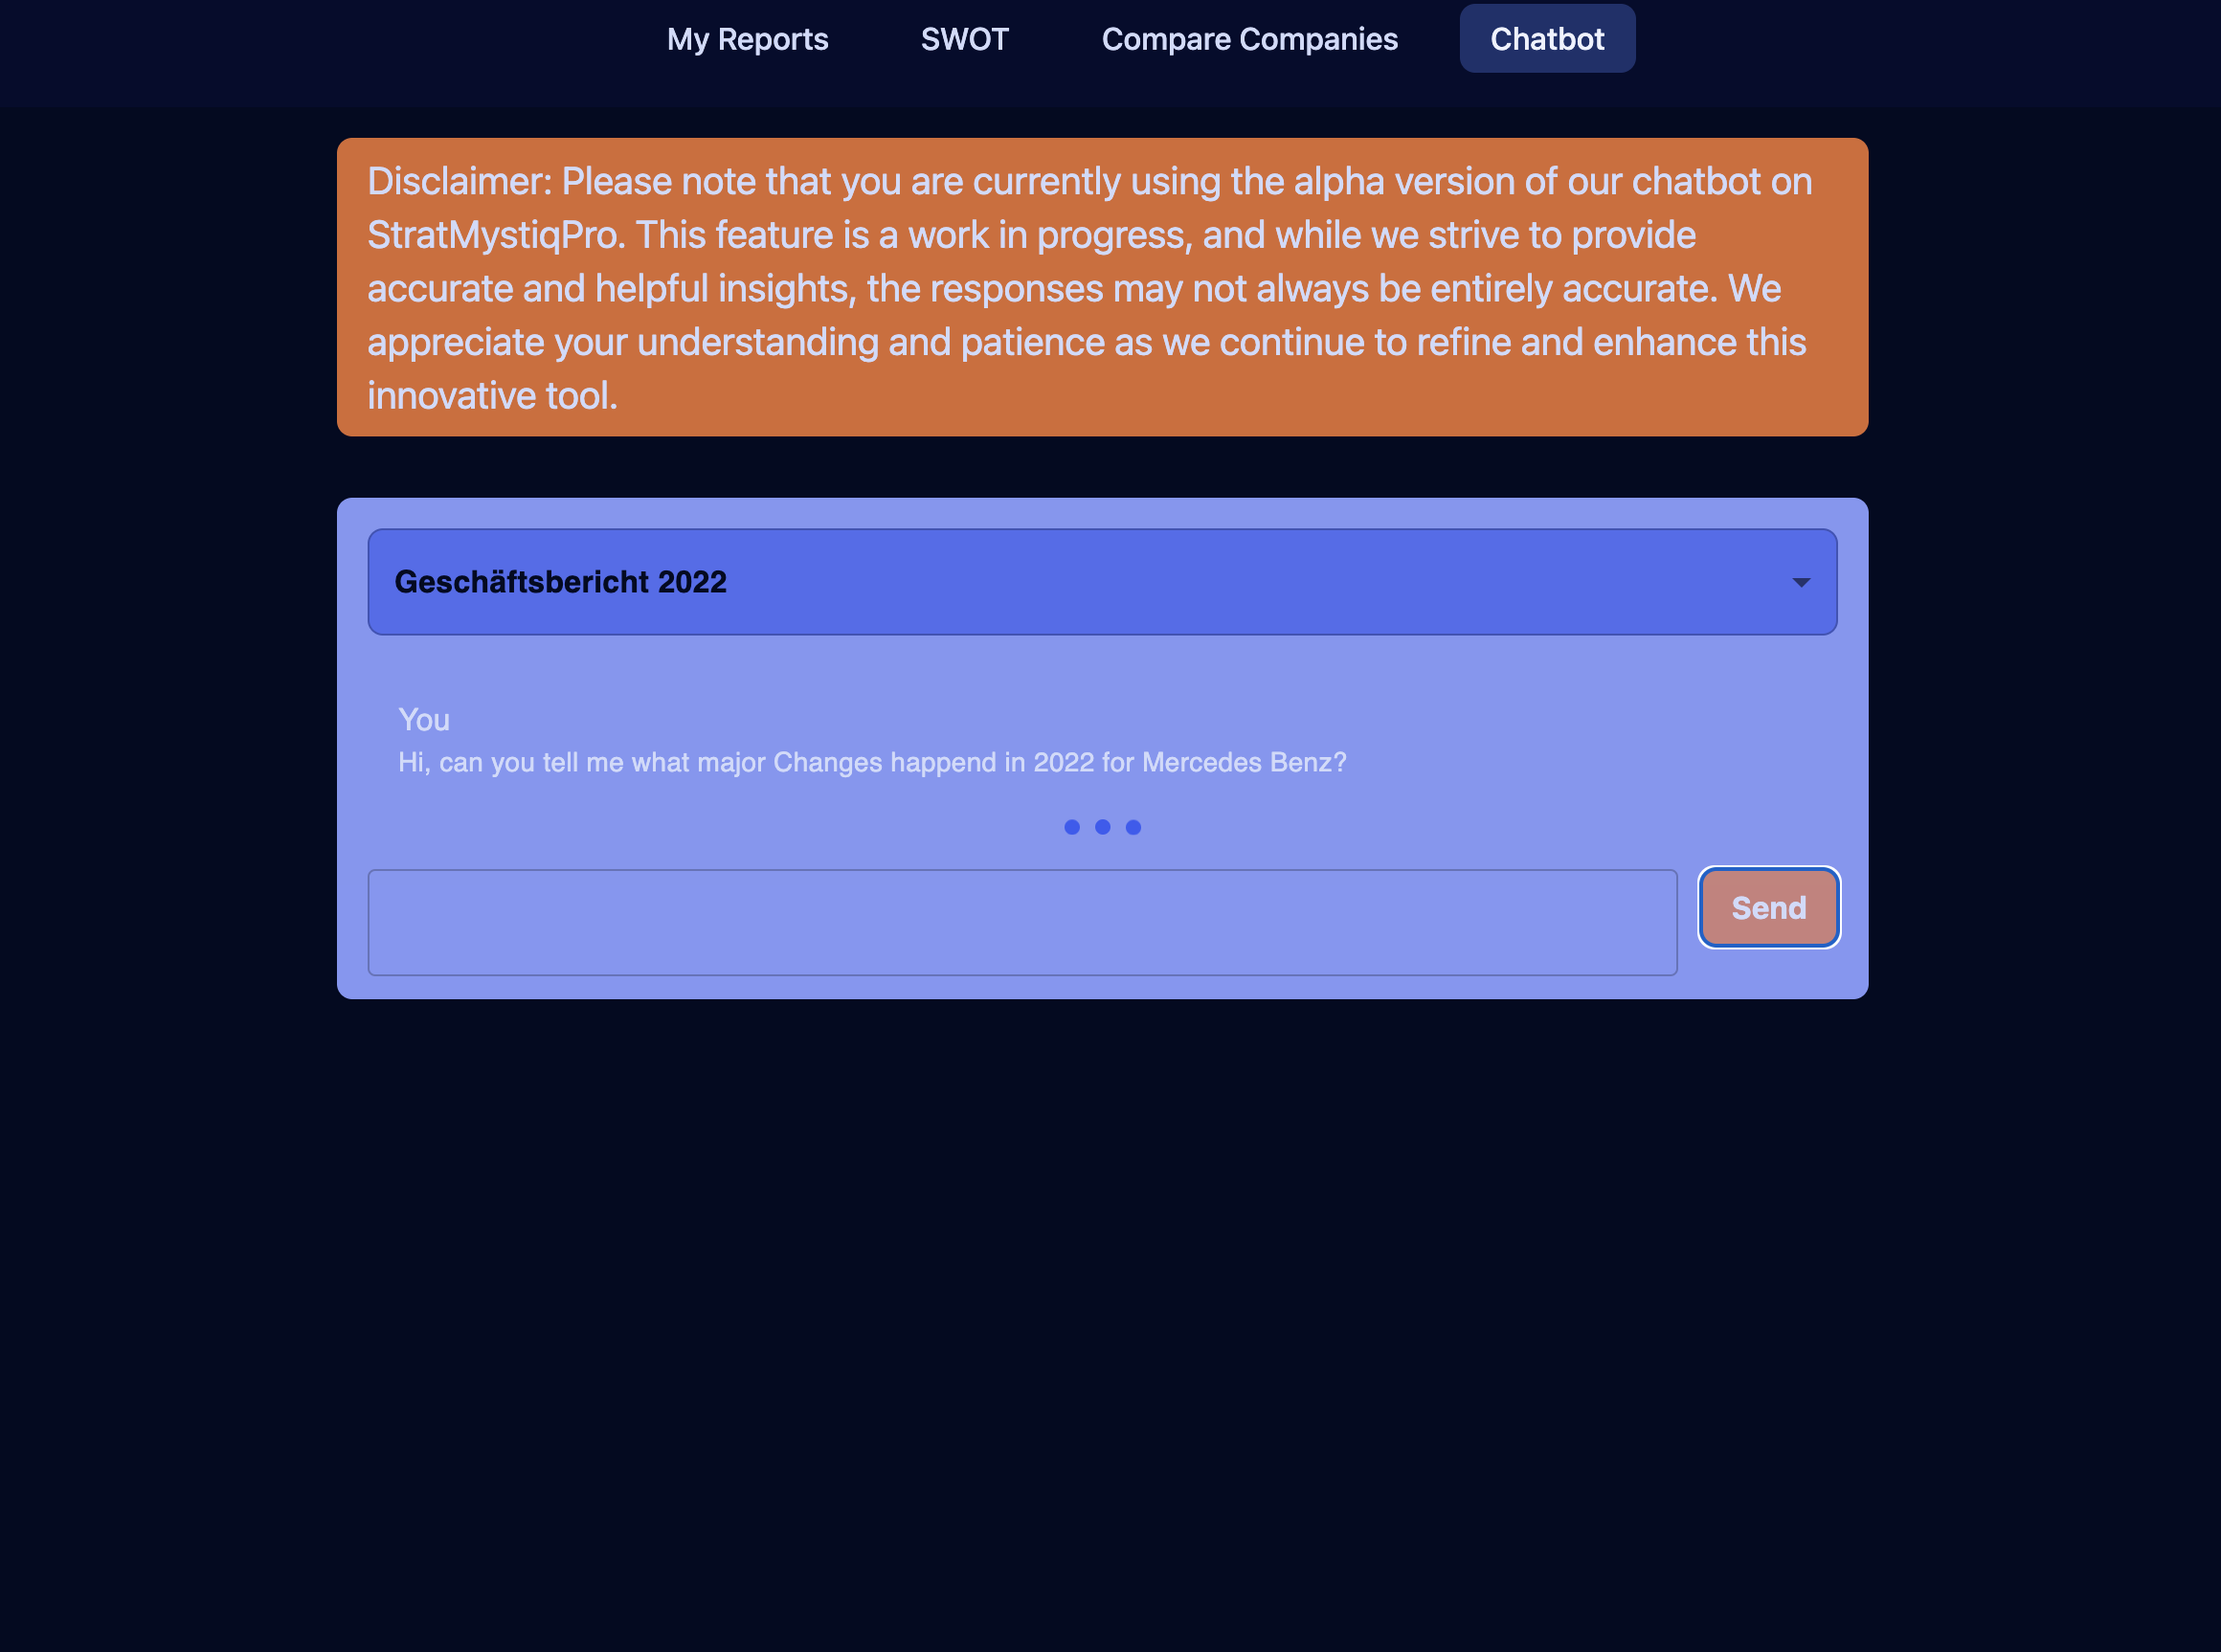 My Reports SWOT Compare Companies Chatbot
Disclaimer: Please note that you are currently using the alpha version of our chatbot on
StratMystiqPro. This feature is a work in progress, and while we strive to provide
accurate and helpful insights, the responses may not always be entirely accurate. We
appreciate your understanding and patience as we continue to refine and enhance this
innovative tool.
Geschäftsbericht 2022
You
Hi, can you tell me what major Changes happend in 2022 for Mercedes Benz?
Send